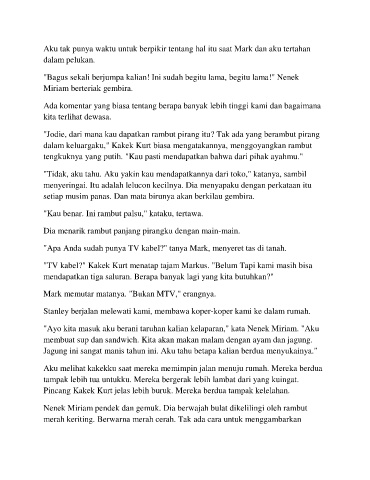 Aku tak punya waktu untuk berpikir tentang hal itu saat Mark dan aku tertahan
dalam pelukan.
"Bagus sekali berjumpa kalian! Ini sudah begitu lama, begitu lama!" Nenek
Miriam berteriak gembira.
Ada komentar yang biasa tentang berapa banyak lebih tinggi kami dan bagaimana
kita terlihat dewasa.
"Jodie, dari mana kau dapatkan rambut pirang itu? Tak ada yang berambut pirang
dalam keluargaku," Kakek Kurt biasa mengatakannya, menggoyangkan rambut
tengkuknya yang putih. "Kau pasti mendapatkan bahwa dari pihak ayahmu."
"Tidak, aku tahu. Aku yakin kau mendapatkannya dari toko," katanya, sambil
menyeringai. Itu adalah lelucon kecilnya. Dia menyapaku dengan perkataan itu
setiap musim panas. Dan mata birunya akan berkilau gembira.
"Kau benar. Ini rambut palsu," kataku, tertawa.
Dia menarik rambut panjang pirangku dengan main-main.
"Apa Anda sudah punya TV kabel?" tanya Mark, menyeret tas di tanah.
"TV kabel?" Kakek Kurt menatap tajam Markus. "Belum Tapi kami masih bisa
mendapatkan tiga saluran. Berapa banyak lagi yang kita butuhkan?"
Mark memutar matanya. "Bukan MTV," erangnya.
Stanley berjalan melewati kami, membawa koper-koper kami ke dalam rumah.
"Ayo kita masuk aku berani taruhan kalian kelaparan," kata Nenek Miriam. "Aku
membuat sup dan sandwich. Kita akan makan malam dengan ayam dan jagung.
Jagung ini sangat manis tahun ini. Aku tahu betapa kalian berdua menyukainya."
Aku melihat kakekku saat mereka memimpin jalan menuju rumah. Mereka berdua
tampak lebih tua untukku. Mereka bergerak lebih lambat dari yang kuingat.
Pincang Kakek Kurt jelas lebih buruk. Mereka berdua tampak kelelahan.
Nenek Miriam pendek dan gemuk. Dia berwajah bulat dikelilingi oleh rambut
merah keriting. Berwarna merah cerah. Tak ada cara untuk menggambarkan